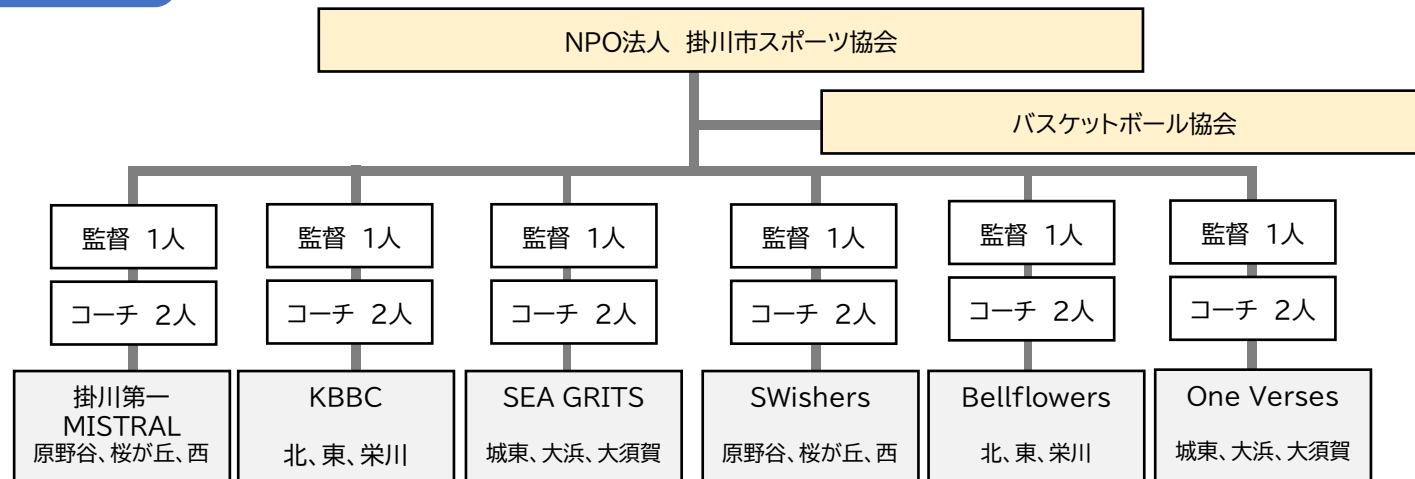 NPO法人 掛川市スポーツ協会
バスケットボール協会
監督 1人
監督 1人
監督 1人
監督 1人
監督 1人
監督 1人
コーチ 2人
コーチ 2人
コーチ 2人
コーチ 2人
コーチ 2人
コーチ 2人
掛川第一
MISTRAL
原野谷、桜が丘、西
KBBC
北、東、栄川
SEA GRITS
城東、大浜、大須賀
SWishers
原野谷、桜が丘、西
Bellflowers
北、東、栄川
One Verses
城東、大浜、大須賀